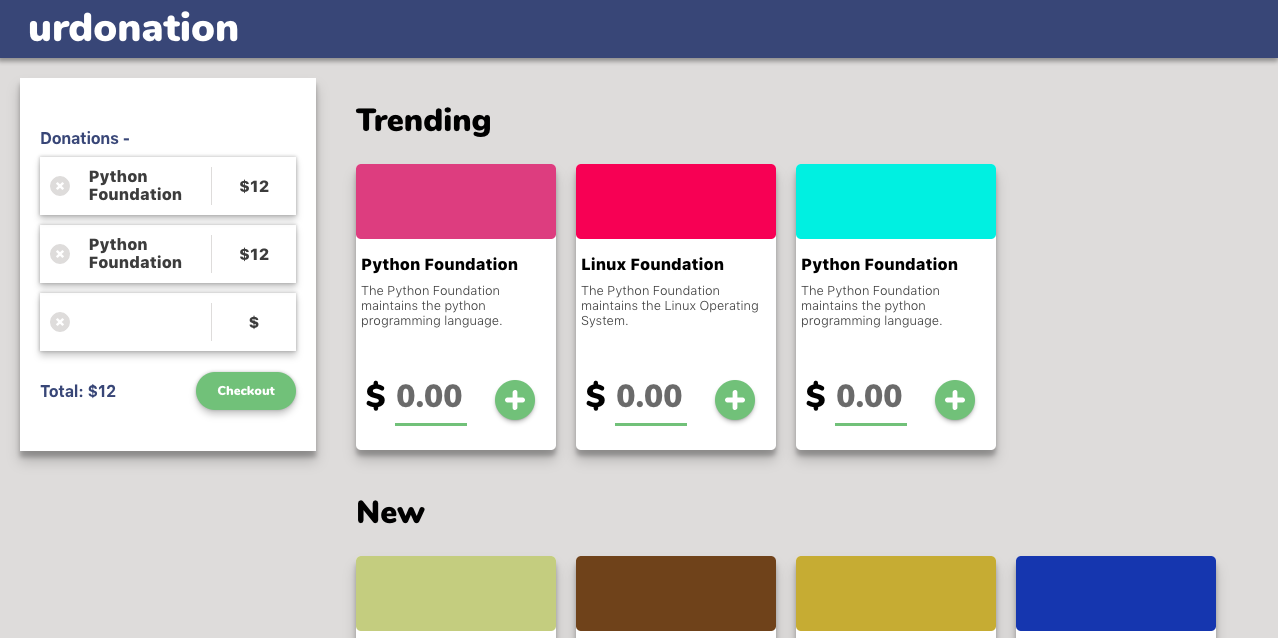 urdonation
Donations -
Python
Foundation
$12
Python
Foundation
$12
$
Total: $12
Checkout
Trending
Python Foundation
The Python Foundation
maintains the python
programming language.
$ 0.00
Linux Foundation
The Python Foundation
maintains the Linux Operating
System.
$ 0.00
Python Foundation
The Python Foundation
maintains the python
programming language.
$ 0.00
New